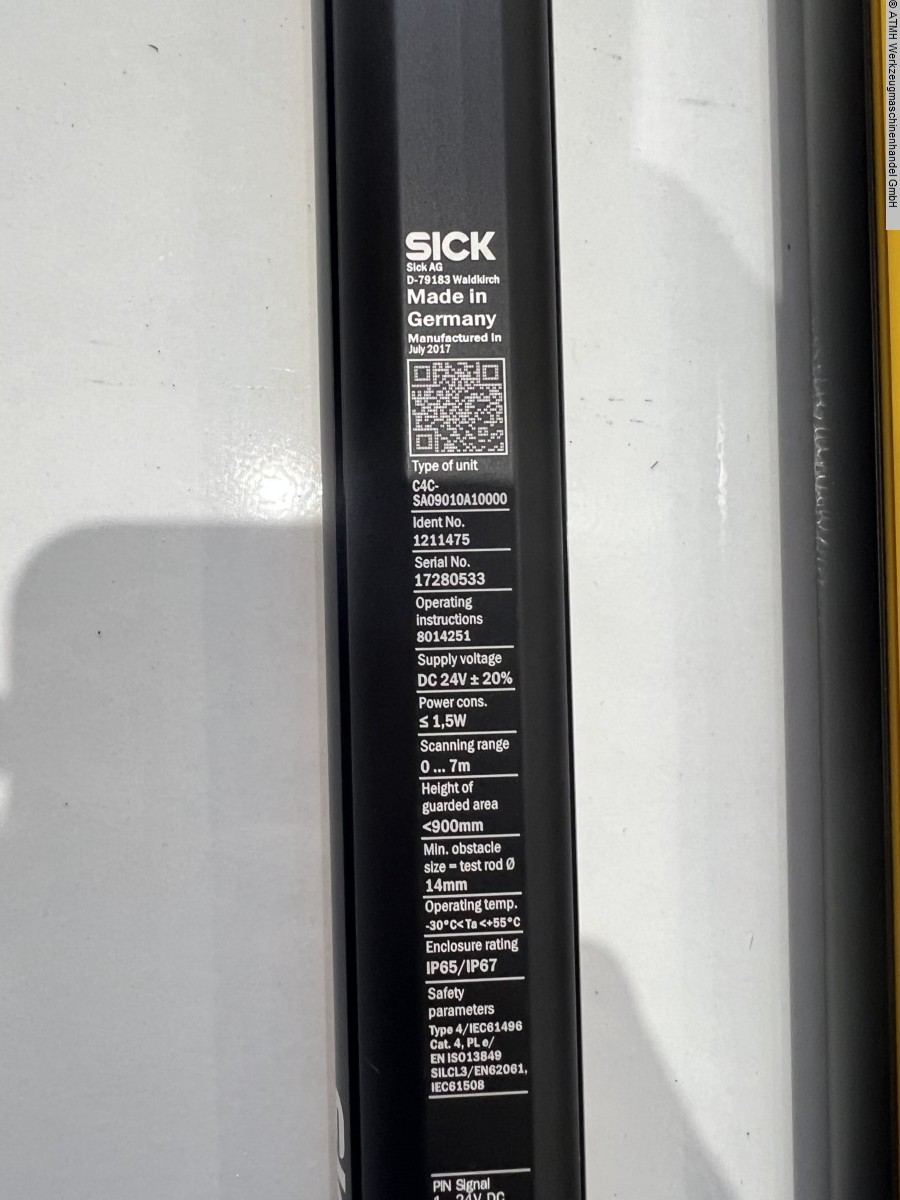 SICK
Sick AG
D-79183 Waldkirch
Made in
Germany
Manufactured in
July 2017
Type of unit
C4C-
SA09010A10000
Ident No.
1211475
Serial No.
17280533
Operating
instructions
8014251
Supply voltage
DC 24V ± 20%
Power cons.
≤ 1,5W
Scanning range
0 ... 7m
Height of
guarded area
<900mm
Min. obstacle
size = test rod Ø
14mm
Operating temp.
-30°C<Ta <+55°C
Enclosure rating
IP65/IP67
Safety
parameters
Type 4/IEC61496
Cat. 4, PL e/
EN ISO13849
SILCL3/EN62061,
IEC61508
PIN Signal
1 24V DC
© ATMH Werkzeugmaschinenhandel GmbH